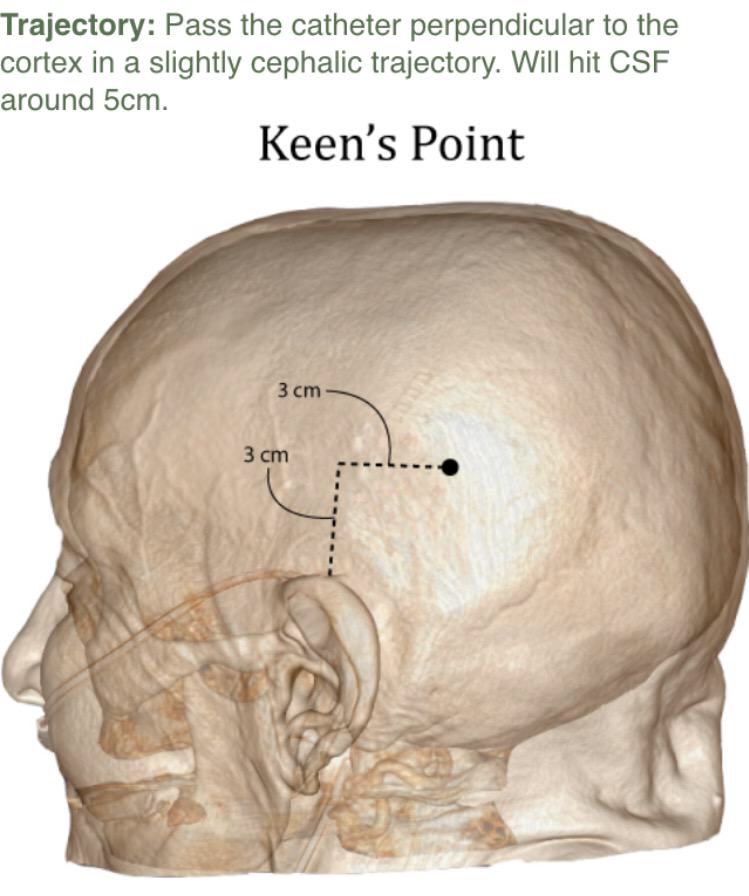 Trajectory: Pass the catheter perpendicular to the
cortex in a slightly cephalic trajectory. Will hit CSF
around 5cm.
Keen’s Point
3 cm
3 cm